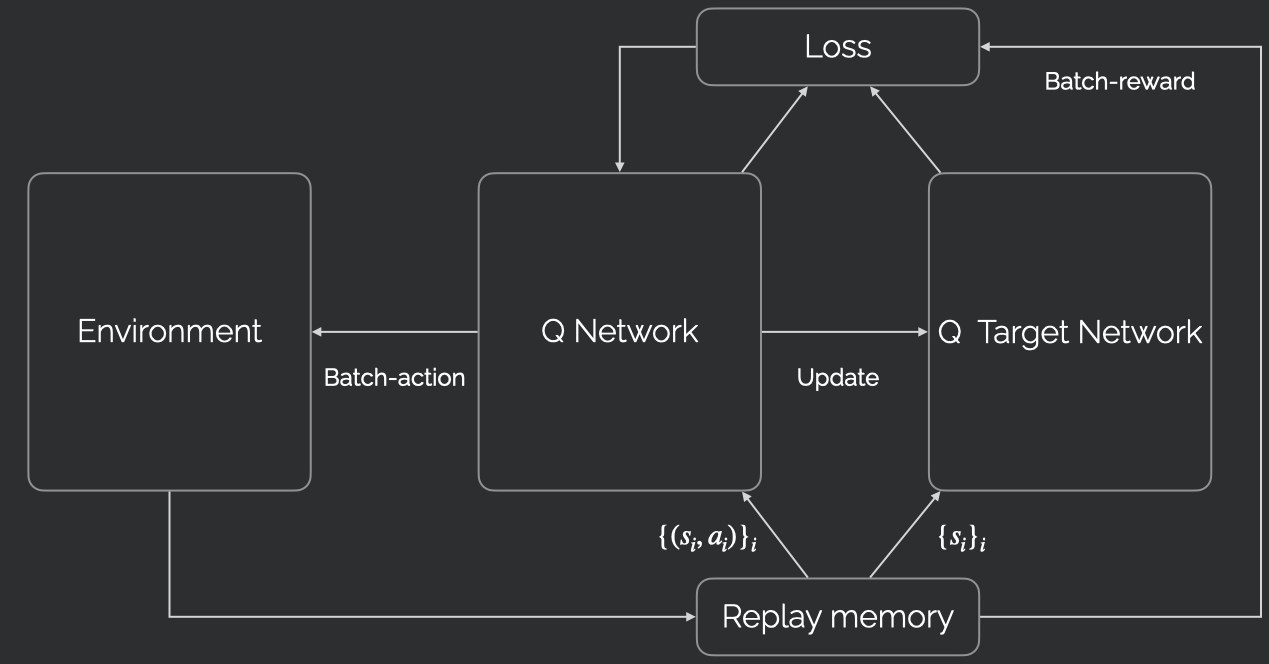 Loss
Batch-reward
Environment
Q Network
Q Target Network
Batch-action
Update
{(s_i, a_i)}_i
{s_i}_i
Replay memory